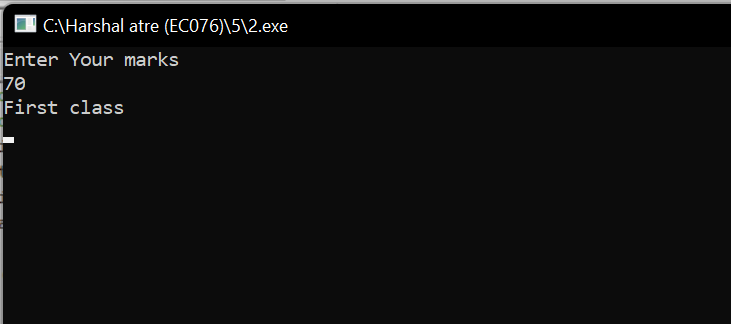 C:\Harshal atre (EC076)\5\2.exe
Enter Your marks
70
First class